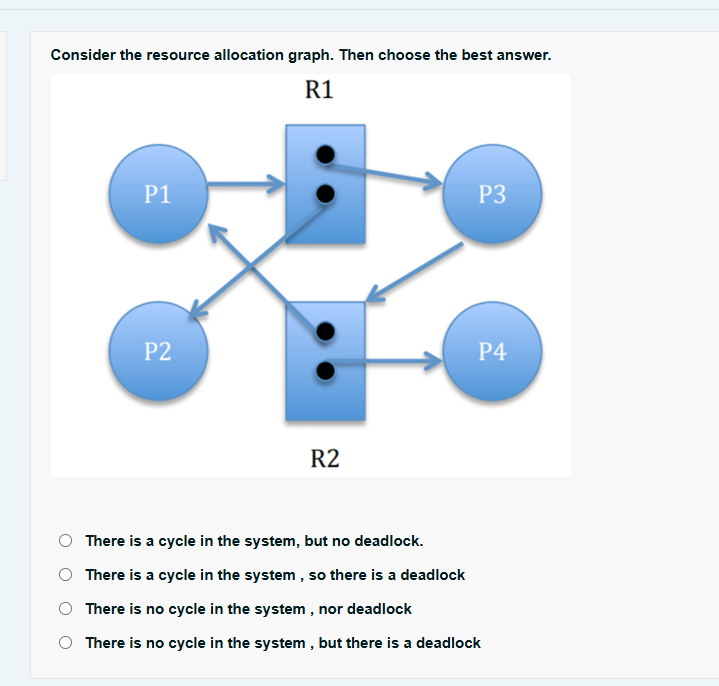 Consider the resource allocation graph. Then choose the best answer.
R1
P1
P3
P2
P4
R2
There is a cycle in the system, but no deadlock.
There is a cycle in the system , so there is a deadlock
There is no cycle in the system , nor deadlock
There is no cycle in the system , but there is a deadlock